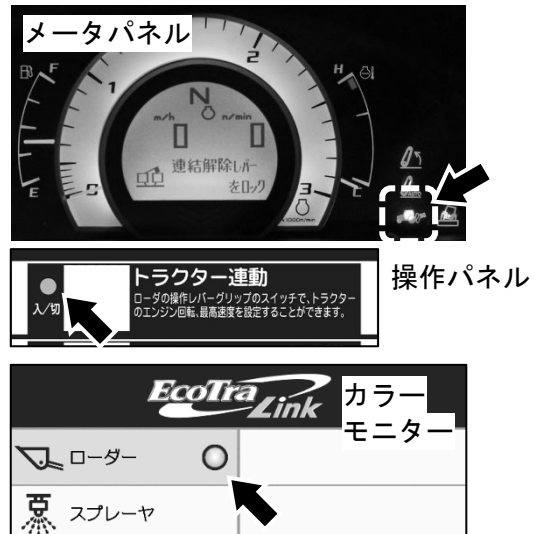 メータパネル
F
E
1
2
3
N
m/h
n/min
0 0
連結解除レバー
をロック
H
C
x1000r/min
操作パネル
入/切
トラクター連動
ローダの操作レバーグリップのスイッチで、トラクター
のエンジン回転、最高速度を設定することができます。
EcoTra
Link
カラー
モニター
ローダー
スプレーヤ